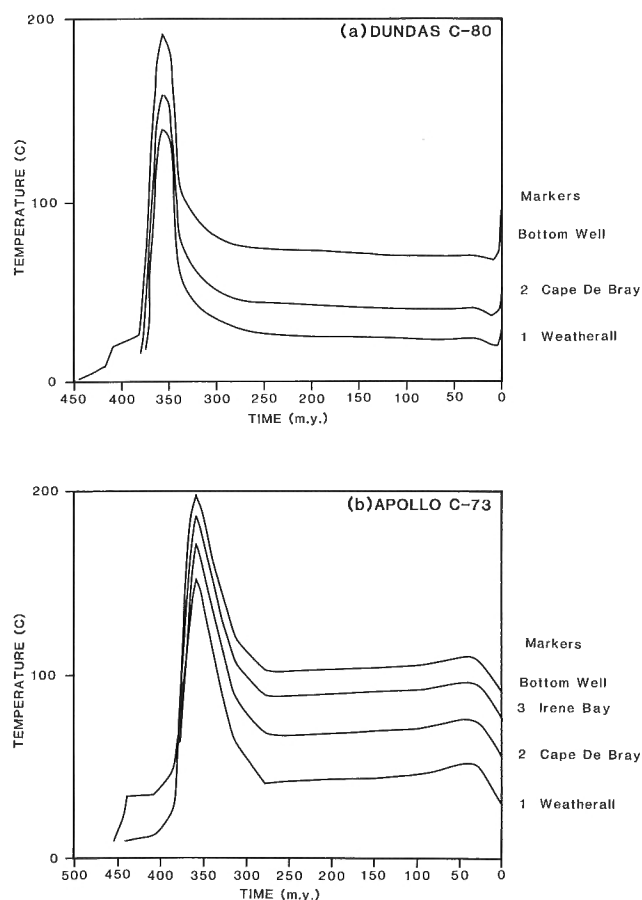 (a) DUNDAS C-80
200
100
0
TEMPERATURE (C)
450 400 350 300 250 200 150 100 50 0
TIME (m.y.)
Markers
Bottom Well
2 Cape De Bray
1 Weatherall
(b) APOLLO C-73
200
100
0
TEMPERATURE (C)
500 450 400 350 300 250 200 150 100 50 0
TIME (m.y.)
Markers
Bottom Well
3 Irene Bay
2 Cape De Bray
1 Weatherall